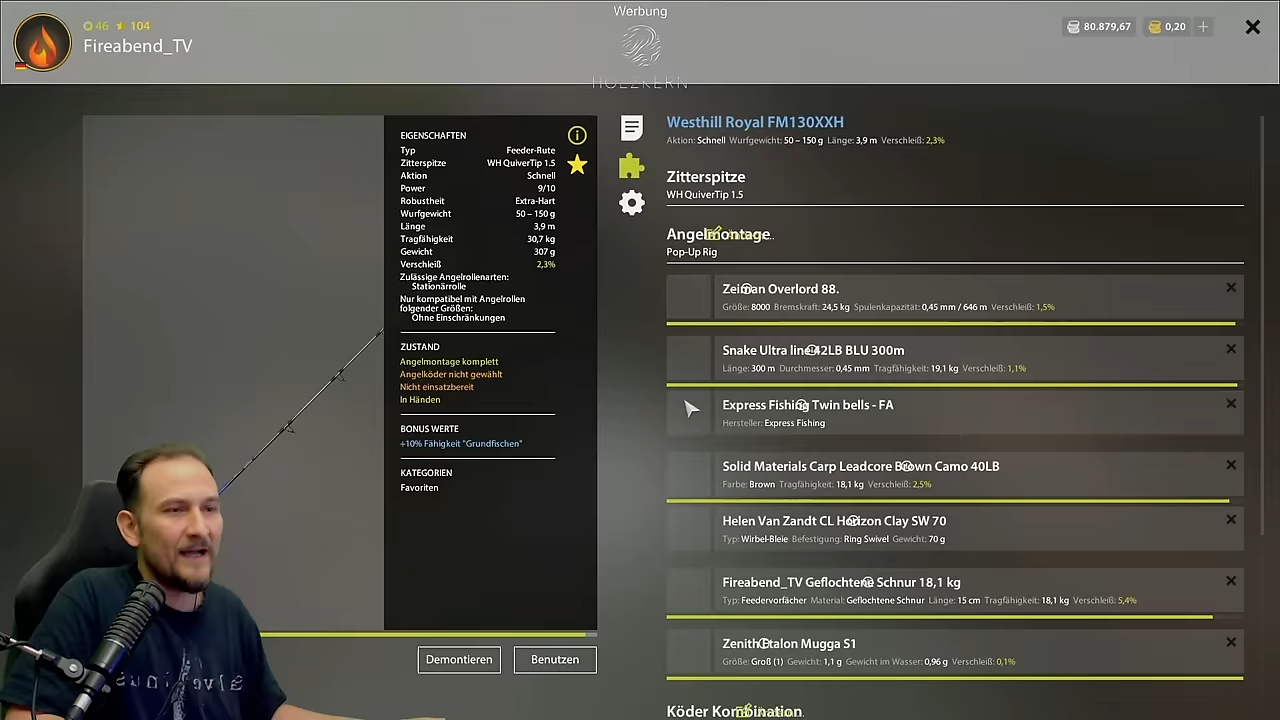 Werbung
46 104
Fireabend_TV
HOLZKERN
80.879,67
0,20
EIGENSCHAFTEN
Typ Feeder-Rute
Zitterspitze WH QuiverTip 1.5
Aktion Schnell
Power 9/10
Robustheit Extra-Hart
Wurfgewicht 50 – 150 g
Länge 3,9 m
Tragfähigkeit 30,7 kg
Gewicht 307 g
Verschleiß 2,3%
Zulässige Angelrollenarten:
Stationärrolle
Nur kompatibel mit Angelrollen
folgender Größen:
Ohne Einschränkungen
ZUSTAND
Angelmontage komplett
Angelköder nicht gewählt
Nicht einsatzbereit
In Händen
BONUS WERTE
+10% Fähigkeit "Grundfischen"
KATEGORIEN
Favoriten
Demontieren
Benutzen
Westhill Royal FM130XXH
Aktion: Schnell Wurfgewicht: 50 – 150 g Länge: 3,9 m Verschleiß: 2,3%
Zitterspitze
WH QuiverTip 1.5
Angelmontage
Pop-Up Rig
Zeiman Overlord 88.
Größe: 8000 Bremskraft: 24,5 kg Spulenkapazität: 0,45 mm / 646 m Verschleiß: 1,5%
Snake Ultra line 42LB BLU 300m
Länge: 300 m Durchmesser: 0,45 mm Tragfähigkeit: 19,1 kg Verschleiß: 1,1%
Express Fishing Twin bells - FA
Hersteller: Express Fishing
Solid Materials Carp Leadcore Brown Camo 40LB
Farbe: Brown Tragfähigkeit: 18,1 kg Verschleiß: 2,5%
Helen Van Zandt CL Horizon Clay SW 70
Typ: Wirbel-Bleie Befestigung: Ring Swivel Gewicht: 70 g
Fireabend_TV Geflochtene Schnur 18,1 kg
Typ: Feedervorfächer Material: Geflochtene Schnur Länge: 15 cm Tragfähigkeit: 18,1 kg Verschleiß: 5,4%
Zenith Etalon Mugga S1
Größe: Groß (1) Gewicht: 1,1 g Gewicht im Wasser: 0,96 g Verschleiß: 0,1%
Köder Kombination